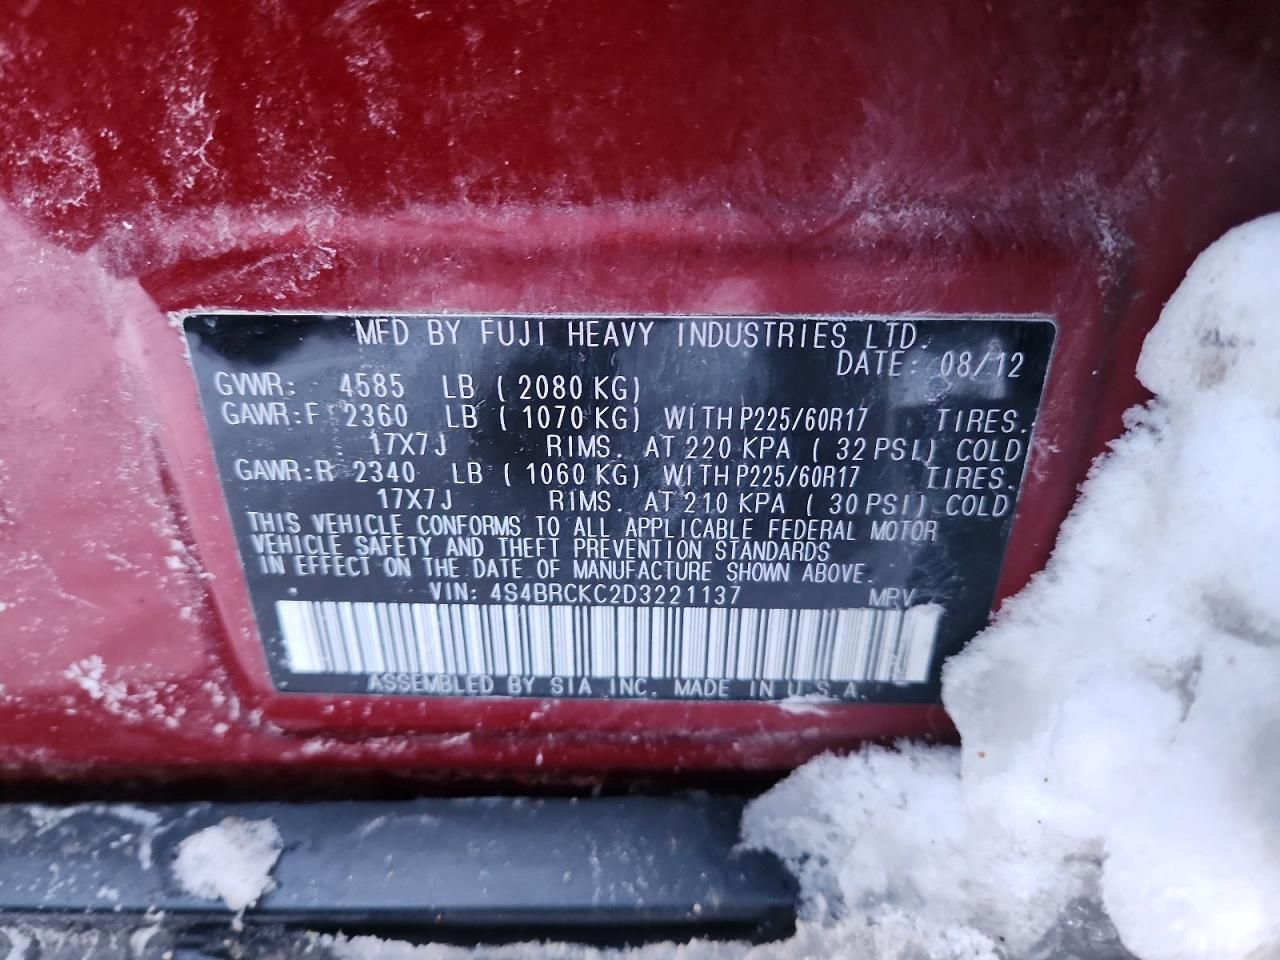 MFD BY FUJI HEAVY INDUSTRIES LTD.
DATE: 08/12
GVWR: 4585 LB ( 2080 KG)
GAWR:F 2360 LB ( 1070 KG) WITH P225/60R17 TIRES.
17X7J RIMS. AT 220 KPA ( 32 PSI) COLD
GAWR:R 2340 LB ( 1060 KG) WITH P225/60R17 TIRES.
17X7J RIMS. AT 210 KPA ( 30 PSI) COLD
THIS VEHICLE CONFORMS TO ALL APPLICABLE FEDERAL MOTOR
VEHICLE SAFETY AND THEFT PREVENTION STANDARDS
IN EFFECT ON THE DATE OF MANUFACTURE SHOWN ABOVE.
VIN: 4S4BRCKC2D3221137 MPV
ASSEMBLED BY SIA INC. MADE IN U.S.A.